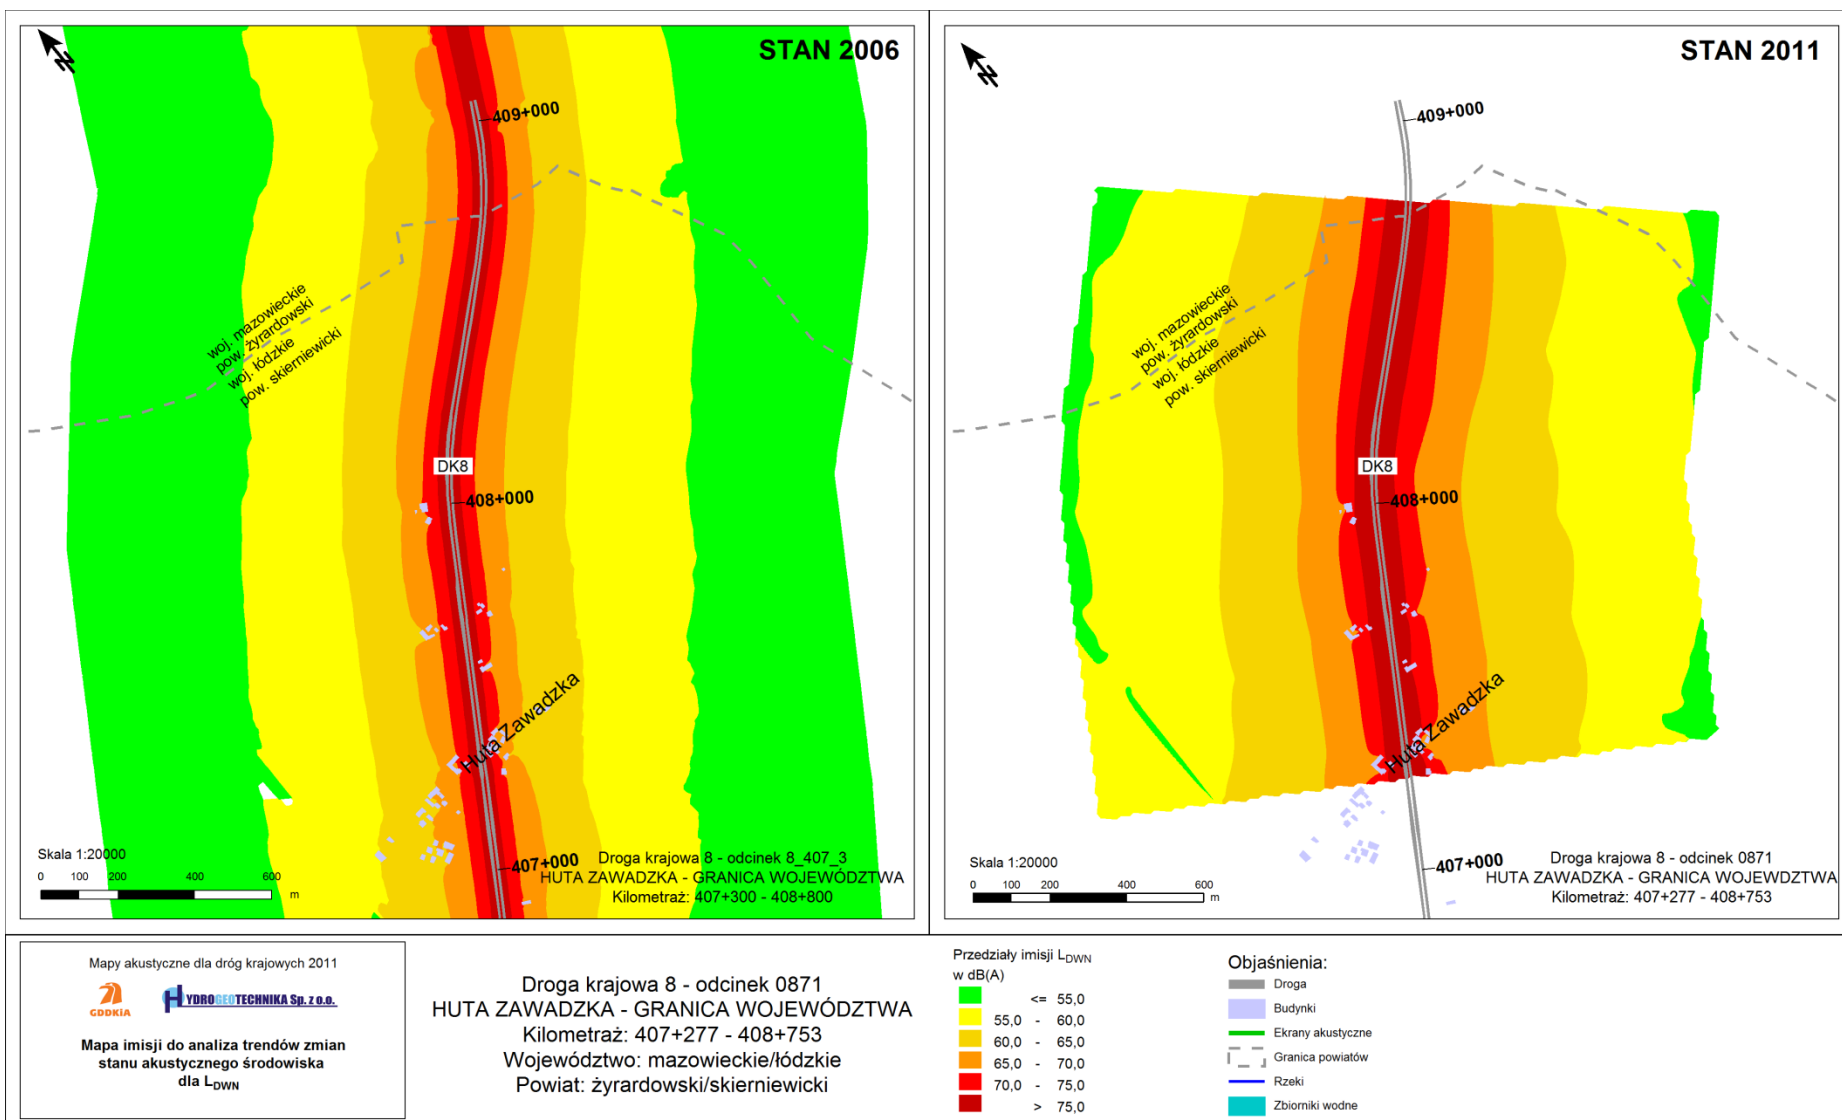 N
STAN 2006
409+000
woj. mazowieckie
pow. żyrardowski
woj. łódzkie
pow. skierniewicki
DK8
408+000
Huta Zawadzka
407+000
Skala 1:20000
0 100 200 400 600
m
Droga krajowa 8 - odcinek 8_407_3
HUTA ZAWADZKA - GRANICA WOJEWÓDZTWA
Kilometraż: 407+300 - 408+800
N
STAN 2011
409+000
woj. mazowieckie
pow. żyrardowski
woj. łódzkie
pow. skierniewicki
DK8
408+000
Huta Zawadzka
407+000
Skala 1:20000
0 100 200 400 600
m
Droga krajowa 8 - odcinek 0871
HUTA ZAWADZKA - GRANICA WOJEWDZTWA
Kilometraż: 407+277 - 408+753
Mapy akustyczne dla dróg krajowych 2011
GDDKiA
HYDROGEOTECHNIKA Sp. z o.o.
Mapa imisji do analiza trendów zmian
stanu akustycznego środowiska
dla LDWN
Droga krajowa 8 - odcinek 0871
HUTA ZAWADZKA - GRANICA WOJEWÓDZTWA
Kilometraż: 407+277 - 408+753
Województwo: mazowieckie/łódzkie
Powiat: żyrardowski/skierniewicki
Przedziały imisji LDWN
w dB(A)
<= 55,0
55,0 - 60,0
60,0 - 65,0
65,0 - 70,0
70,0 - 75,0
> 75,0
Objaśnienia:
Droga
Budynki
Ekrany akustyczne
Granica powiatów
Rzeki
Zbiorniki wodne